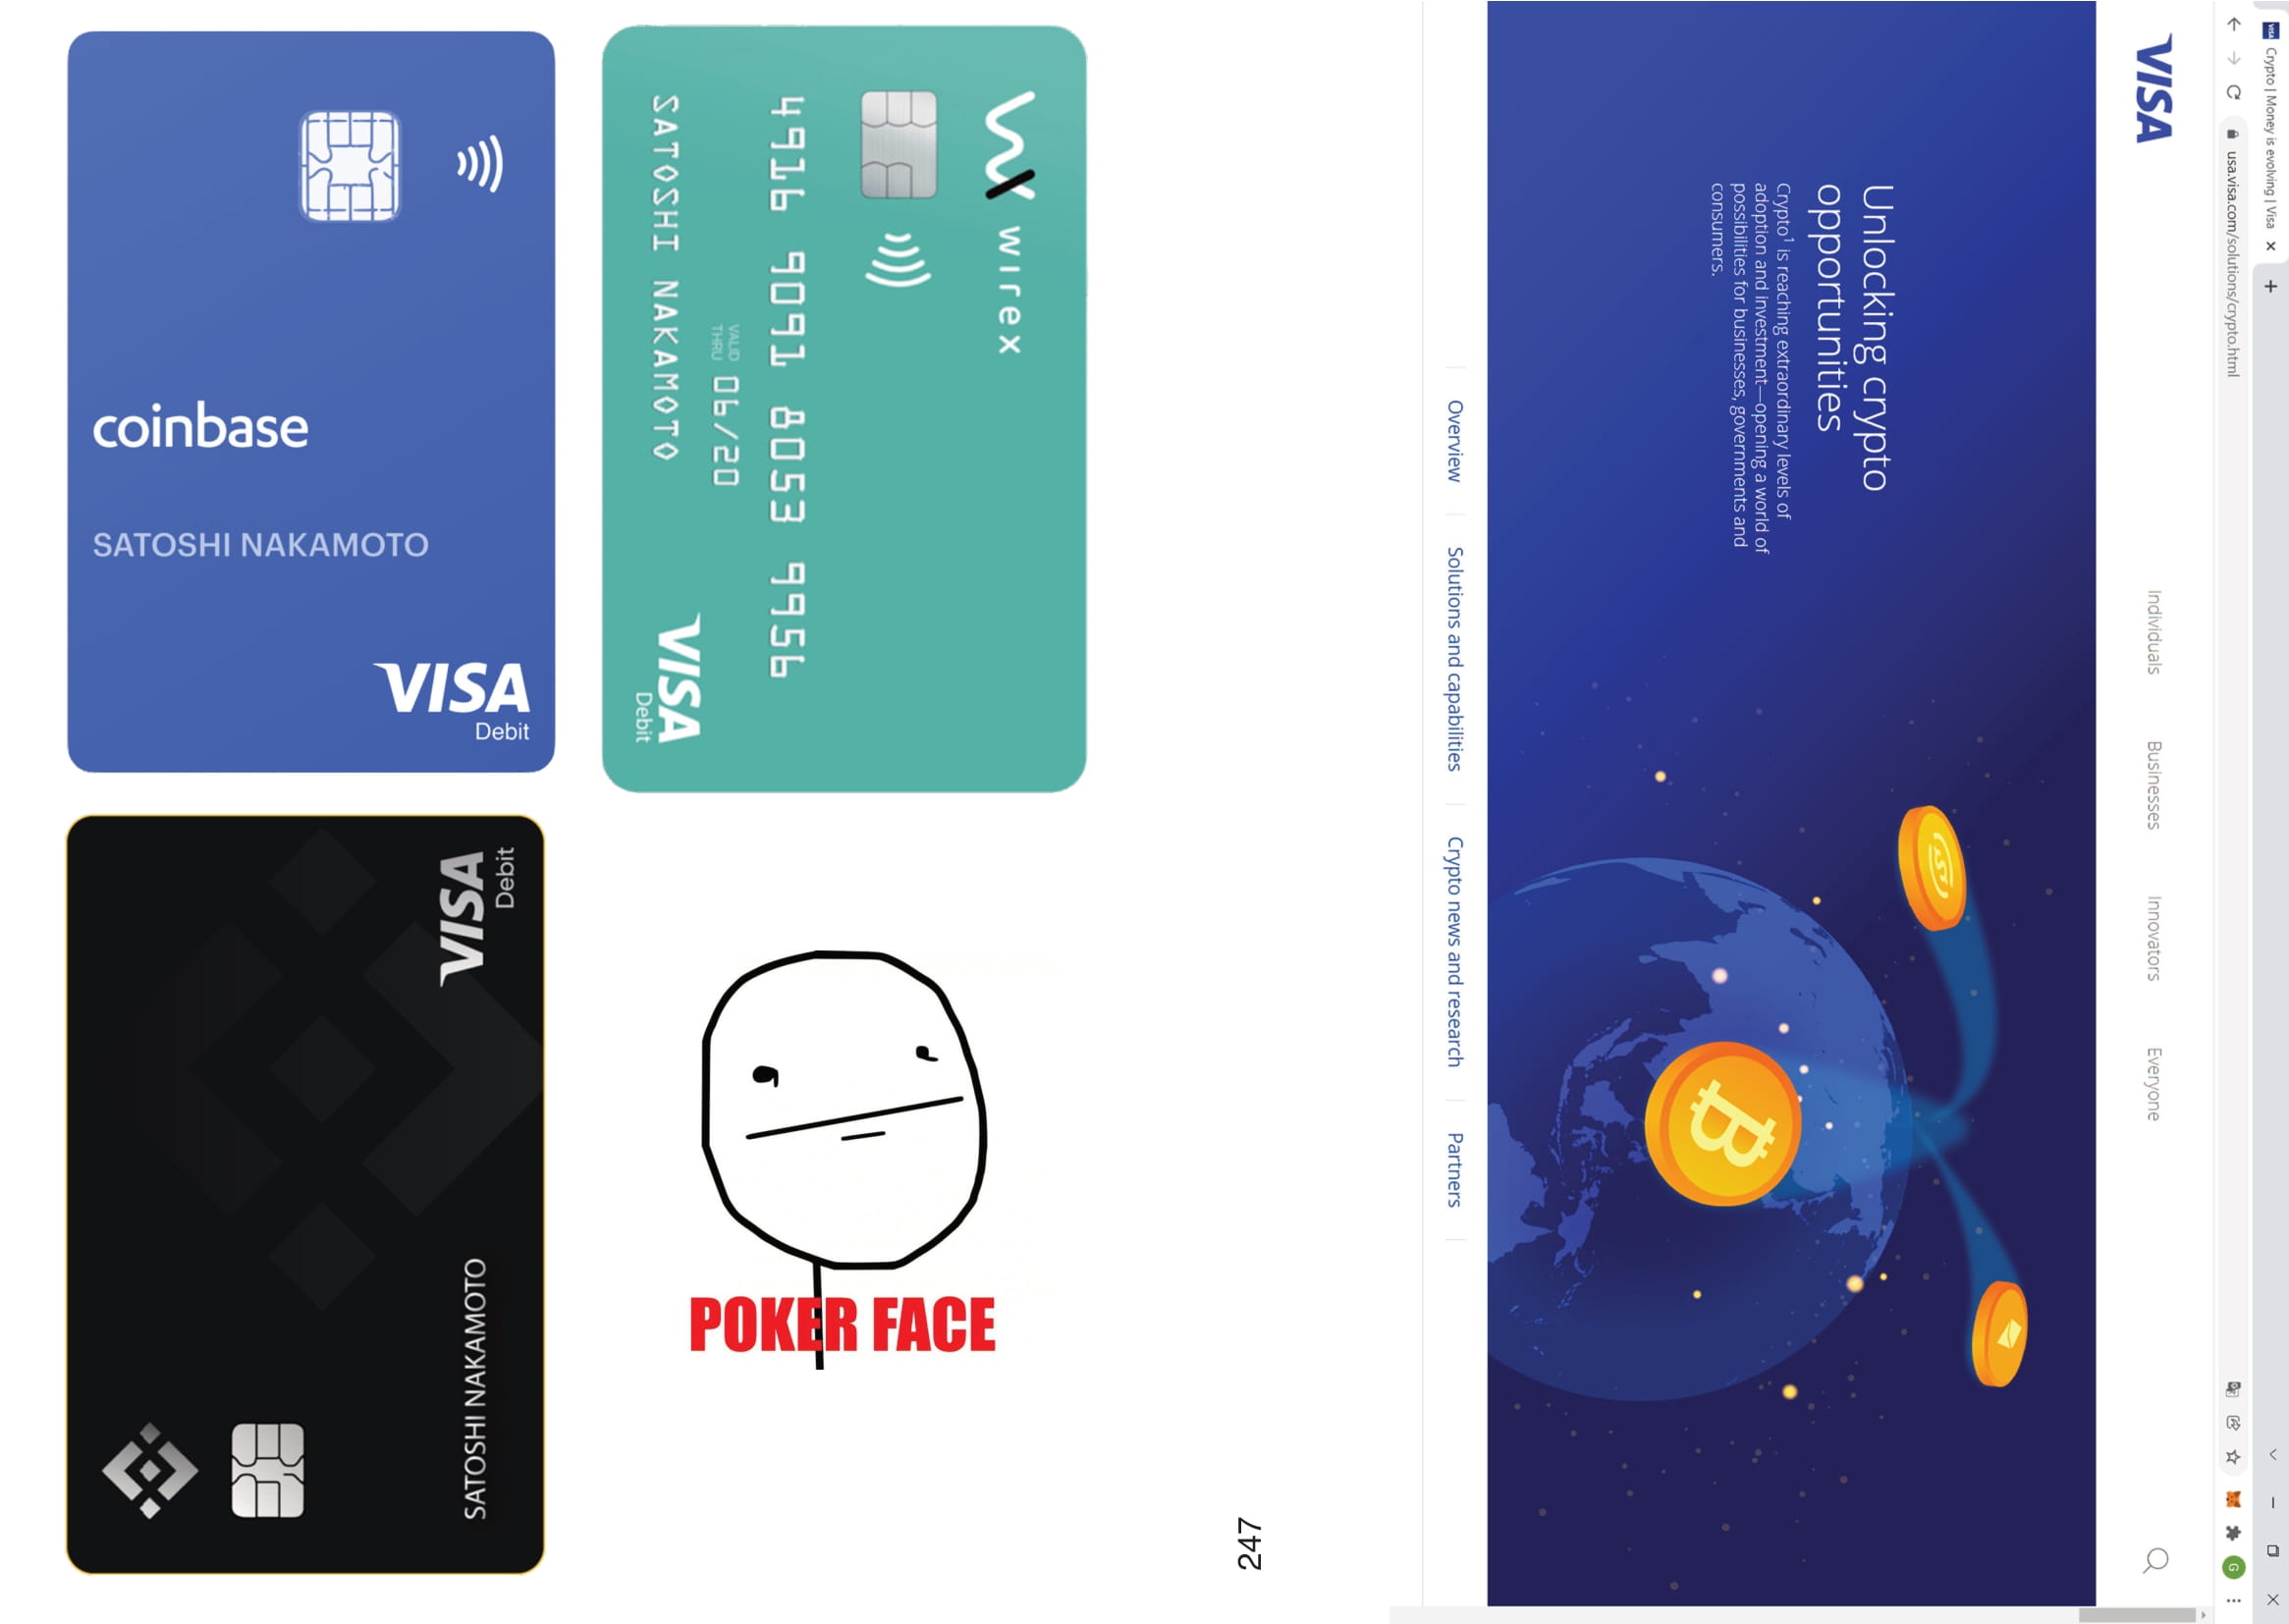 coinbase
SATOSHI NAKAMOTO
VISA
Debit
wirex
4916 9091 8053 9956
VALID
THRU 06/20
SATOSHI NAKAMOTO
VISA
Debit
VISA
Debit
SATOSHI NAKAMOTO
POKER FACE
247
VISA Crypto | Money is evolving | Visa
usa.visa.com/solutions/crypto.html
G
VISA
Individuals
Businesses
Innovators
Everyone
Unlocking crypto
opportunities
Crypto¹ is reaching extraordinary levels of
adoption and investment—opening a world of
possibilities for businesses, governments and
consumers.
Overview
Solutions and capabilities
Crypto news and research
Partners